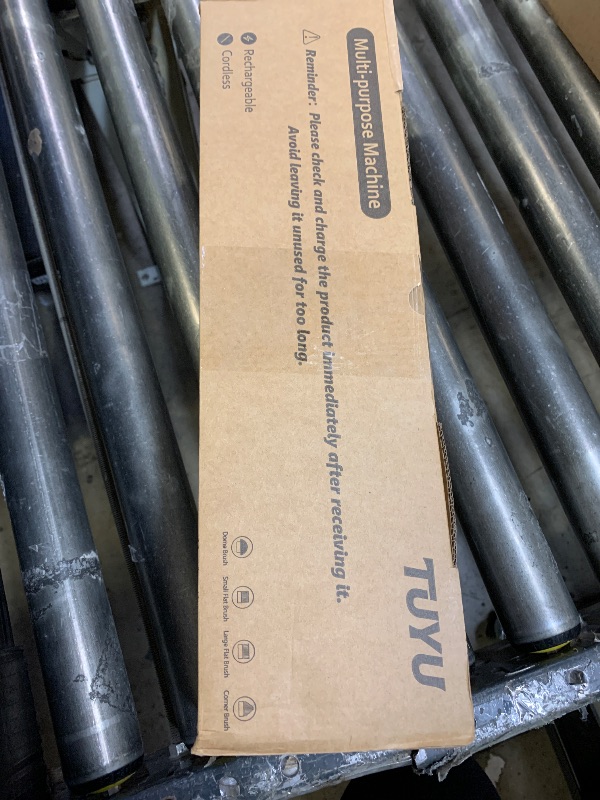 Multi-purpose Machine
TUYU
Reminder: Please check and charge the product immediately after receiving it.
Avoid leaving it unused for too long.
Rechargeable
Cordless
Dome Brush
Small Flat Brush
Large Flat Brush
Corner Brush